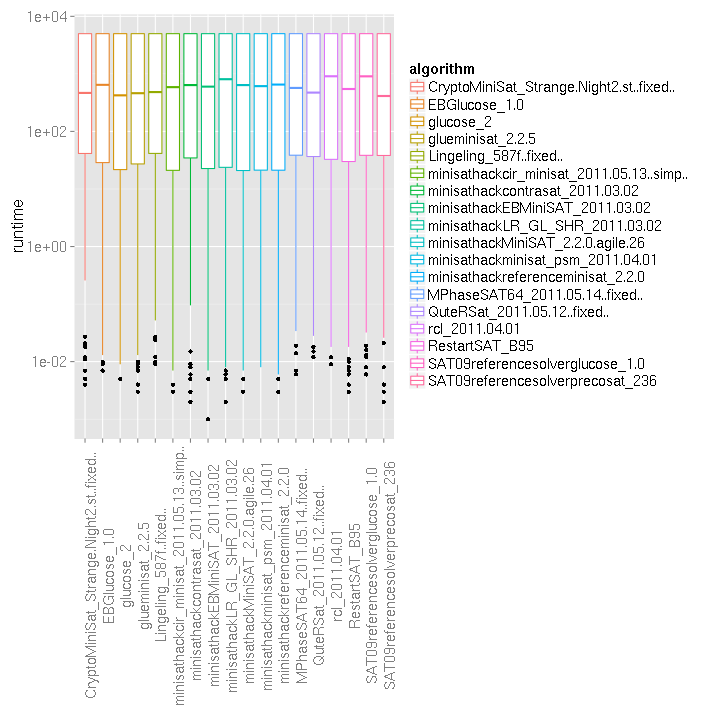 1e+04
1e+02
1e+00
1e-02
runtime
algorithm
CryptoMiniSat_Strange.Night2.st..fixed..
EBGlucose_1.0
glucose_2
glueminisat_2.2.5
Lingeling_587f..fixed..
minisathackcir_minisat_2011.05.13..simp..
minisathackcontrasat_2011.03.02
minisathackEBMiniSAT_2011.03.02
minisathackLR_GL_SHR_2011.03.02
minisathackMiniSAT_2.2.0.agile.26
minisathackminisat_psm_2011.04.01
minisathackreferenceminisat_2.2.0
MPhaseSAT64_2011.05.14..fixed..
QuteRSat_2011.05.12..fixed..
rcl_2011.04.01
RestartSAT_B95
SAT09referencesolverglucose_1.0
SAT09referencesolverprecosat_236
CryptoMiniSat_Strange.Night2.st..fixed..
EBGlucose_1.0
glucose_2
glueminisat_2.2.5
Lingeling_587f..fixed..
minisathackcir_minisat_2011.05.13..simp..
minisathackcontrasat_2011.03.02
minisathackEBMiniSAT_2011.03.02
minisathackLR_GL_SHR_2011.03.02
minisathackMiniSAT_2.2.0.agile.26
minisathackminisat_psm_2011.04.01
minisathackreferenceminisat_2.2.0
MPhaseSAT64_2011.05.14..fixed..
QuteRSat_2011.05.12..fixed..
rcl_2011.04.01
RestartSAT_B95
SAT09referencesolverglucose_1.0
SAT09referencesolverprecosat_236